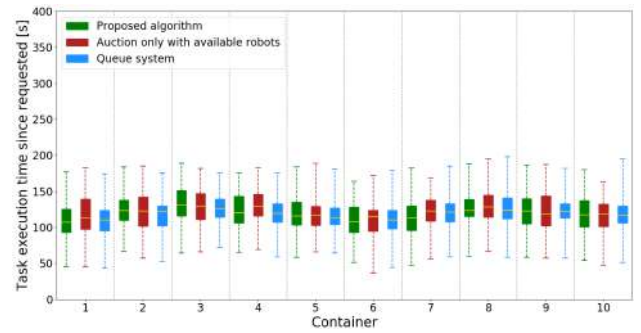 Task execution time since requested [s]
400
350
300
250
200
150
100
50
0
Proposed algorithm
Auction only with available robots
Queue system
1 2 3 4 5 6 7 8 9 10
Container